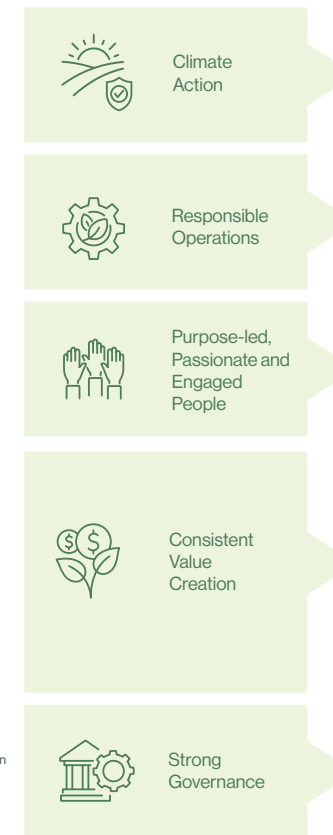 Climate
Action
Responsible
Operations
Purpose-led,
Passionate and
Engaged
People
Consistent
Value
Creation
n
Strong
Governance